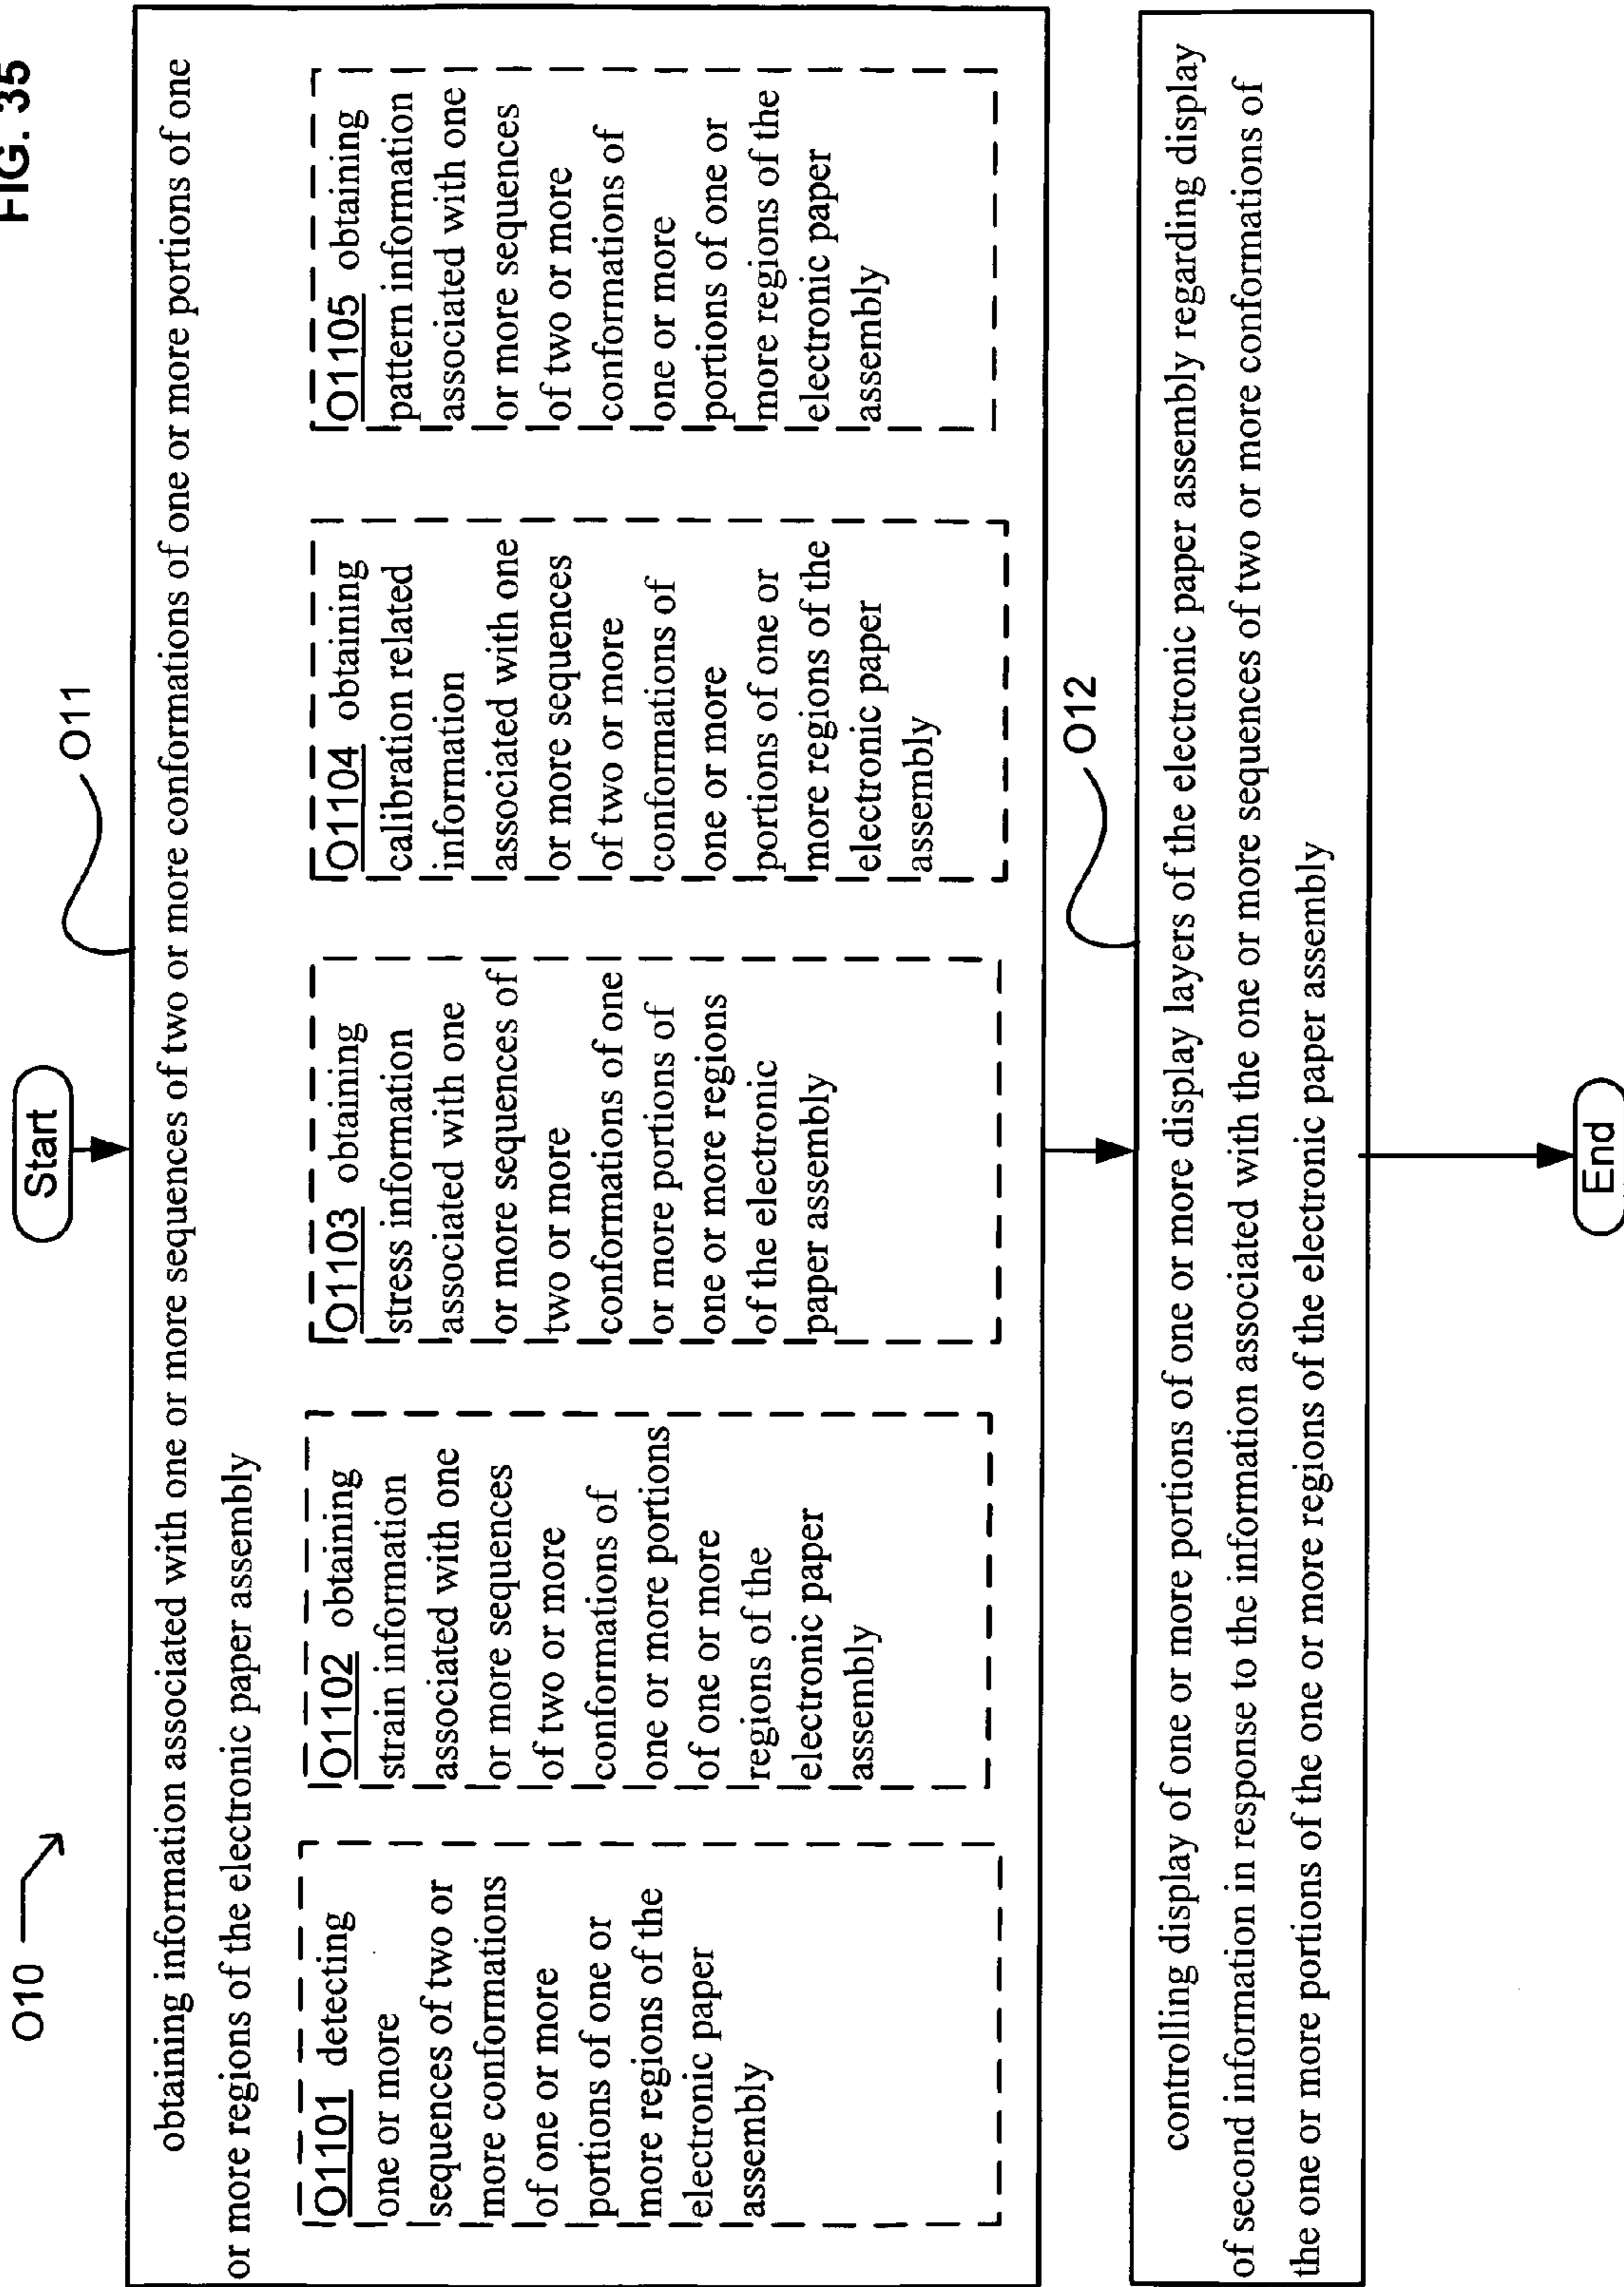 FIG. 35
O10
Start
O11
obtaining information associated with one or more sequences of two or more conformations of one or more portions of one
or more regions of the electronic paper assembly
O1101 detecting
one or more
sequences of two or
more conformations
of one or more
portions of one or
more regions of the
electronic paper
assembly
O1102 obtaining
strain information
associated with one
or more sequences
of two or more
conformations of
one or more portions
of one or more
regions of the
electronic paper
assembly
O1103 obtaining
stress information
associated with one
or more sequences of
two or more
conformations of one
or more portions of
one or more regions
of the electronic
paper assembly
O1104 obtaining
calibration related
information
associated with one
or more sequences
of two or more
conformations of
one or more
portions of one or
more regions of the
electronic paper
assembly
O1105 obtaining
pattern information
associated with one
or more sequences
of two or more
conformations of
one or more
portions of one or
more regions of the
electronic paper
assembly
O12
controlling display of one or more portions of one or more display layers of the electronic paper assembly regarding display
of second information in response to the information associated with the one or more sequences of two or more conformations of
the one or more portions of the one or more regions of the electronic paper assembly
End